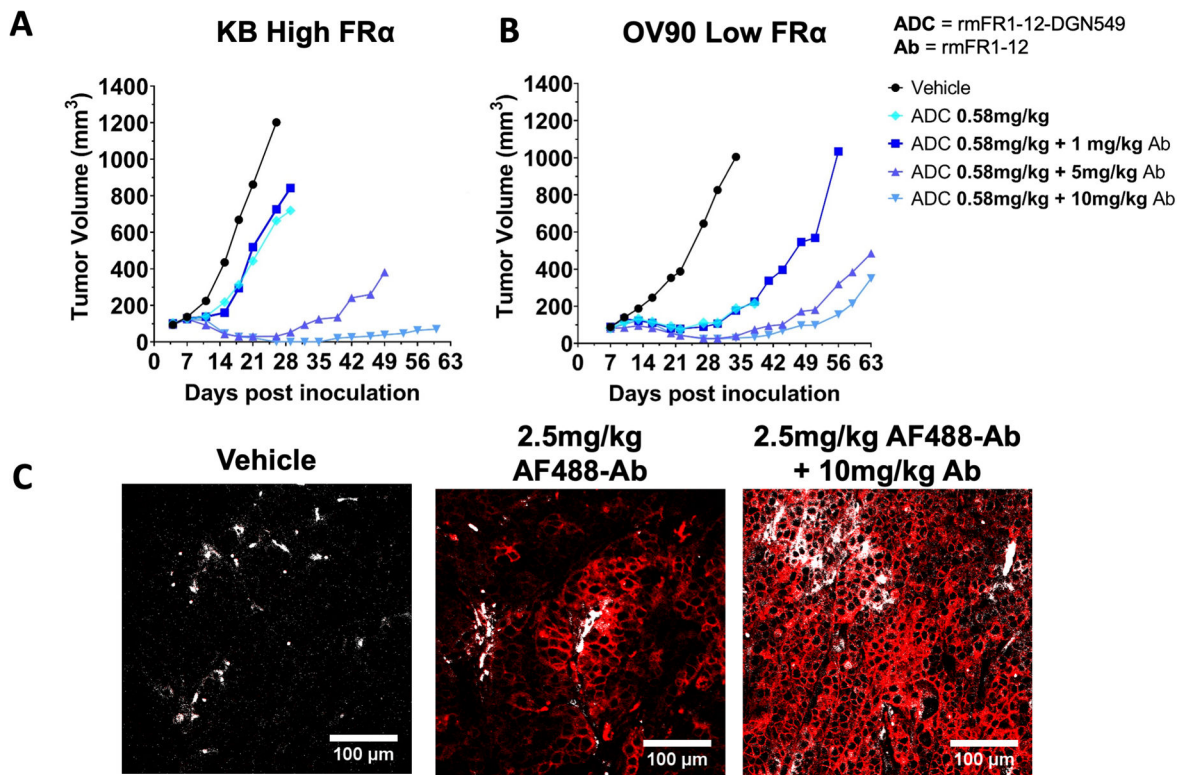 A
KB High FRα
Tumor Volume (mm³)
1400
1200
1000
800
600
400
200
0
0 7 14 21 28 35 42 49 56 63
Days post inoculation
B
OV90 Low FRα
Tumor Volume (mm³)
1400
1200
1000
800
600
400
200
0
0 7 14 21 28 35 42 49 56 63
Days post inoculation
ADC = rmFR1-12-DGN549
Ab = rmFR1-12
Vehicle
ADC 0.58mg/kg
ADC 0.58mg/kg + 1 mg/kg Ab
ADC 0.58mg/kg + 5mg/kg Ab
ADC 0.58mg/kg + 10mg/kg Ab
C
Vehicle
100 µm
2.5mg/kg
AF488-Ab
100 µm
2.5mg/kg AF488-Ab
+ 10mg/kg Ab
100 µm